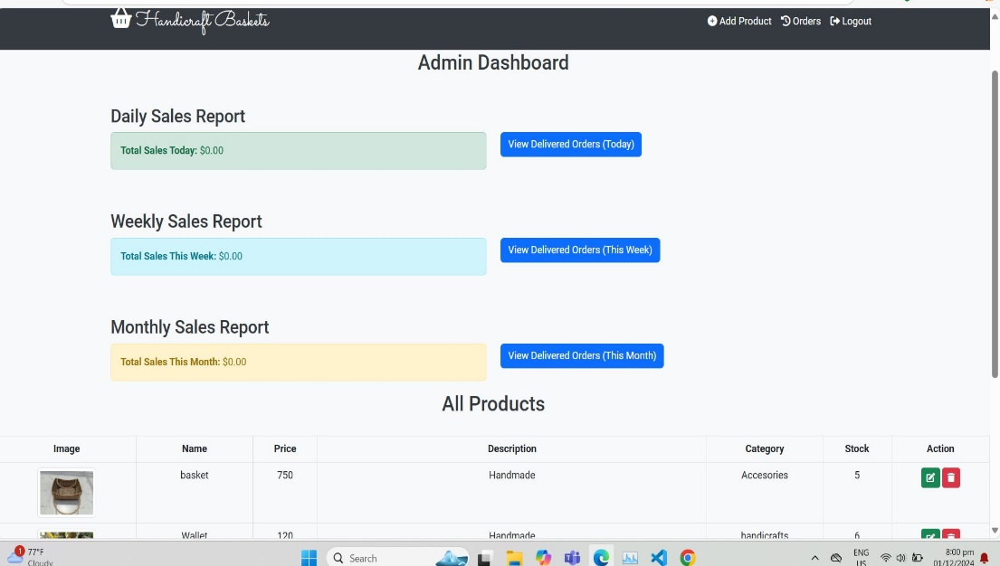 Handicraft Baskets
Add Product Orders Logout
Admin Dashboard
Daily Sales Report
Total Sales Today: $0.00
View Delivered Orders (Today)
Weekly Sales Report
Total Sales This Week: $0.00
View Delivered Orders (This Week)
Monthly Sales Report
Total Sales This Month: $0.00
View Delivered Orders (This Month)
All Products
Image Name Price Description Category Stock Action
basket 750 Handmade Accesories 5
Wallet 120 Handmade handicrafts 6
1
77°F
Cloudy
Search
ENG
US
8:00 pm
01/12/2024